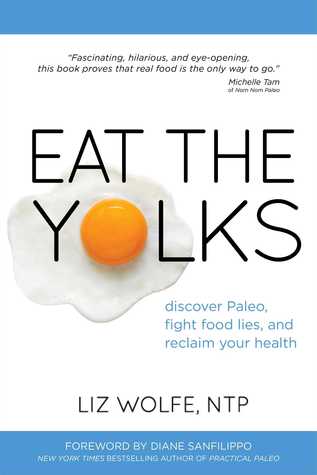 "Fascinating, hilarious, and eye-opening,
this book proves that real food is the only way to go."
Michelle Tam
of Nom Nom Paleo
EAT THE
YOLKS
discover Paleo,
fight food lies, and
reclaim your health
LIZ WOLFE, NTP
FOREWORD BY DIANE SANFILIPPO
NEW YORK TIMES BESTSELLING AUTHOR OF PRACTICAL PALEO